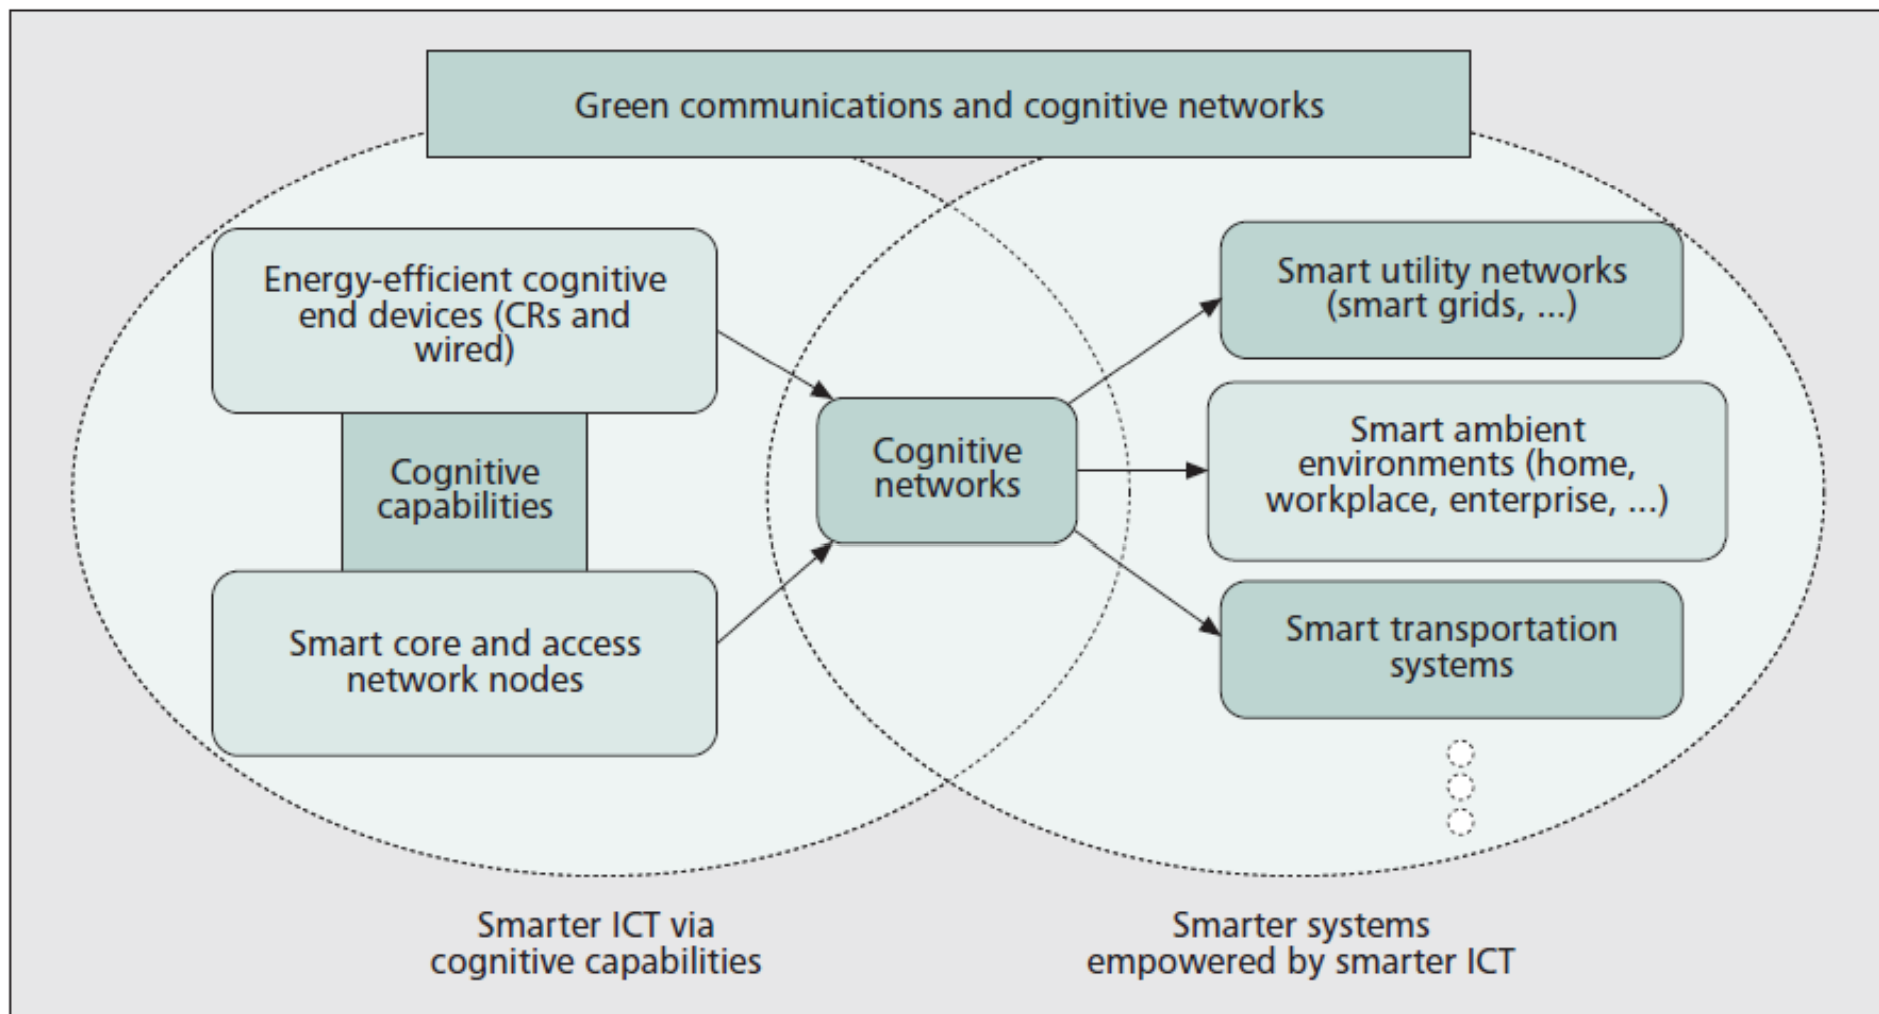 Green communications and cognitive networks
Energy-efficient cognitive
end devices (CRs and
wired)
Cognitive
capabilities
Smart core and access
network nodes
Cognitive
networks
Smart utility networks
(smart grids, ...)
Smart ambient
environments (home,
workplace, enterprise, ...)
Smart transportation
systems
Smarter ICT via
cognitive capabilities
Smarter systems
empowered by smarter ICT